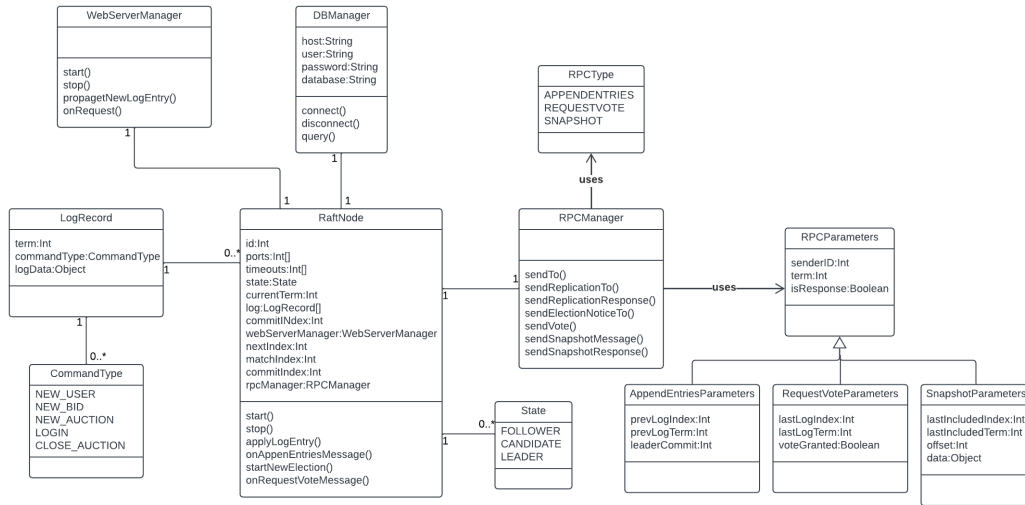 WebServerManager
start()
stop()
propagetNewLogEntry()
onRequest()
1
1
DBManager
host:String
user:String
password:String
database:String
connect()
disconnect()
query()
1
1
RPCType
APPENDENTRIES
REQUESTVOTE
SNAPSHOT
uses
LogRecord
term:Int
commandType:CommandType
logData:Object
1
0..*
1
0..*
CommandType
NEW_USER
NEW_BID
NEW_AUCTION
LOGIN
CLOSE_AUCTION
RaftNode
id:Int
ports:Int[]
timeouts:Int[]
state:State
currentTerm:Int
log:LogRecord[]
commitINdex:Int
webServerManager:WebServerManager
nextIndex:Int
matchIndex:Int
commitIndex:Int
rpcManager:RPCManager
start()
stop()
applyLogEntry()
onAppenEntriesMessage()
startNewElection()
onRequestVoteMessage()
1
1
1
0..*
State
FOLLOWER
CANDIDATE
LEADER
RPCManager
sendTo()
sendReplicationTo()
sendReplicationResponse()
sendElectionNoticeTo()
sendVote()
sendSnapshotMessage()
sendSnapshotResponse()
uses
RPCParameters
senderID:Int
term:Int
isResponse:Boolean
AppendEntriesParameters
prevLogIndex:Int
prevLogTerm:Int
leaderCommit:Int
RequestVoteParameters
lastLogIndex:Int
lastLogTerm:Int
voteGranted:Boolean
SnapshotParameters
lastIncludedIndex:Int
lastIncludedTerm:Int
offset:Int
data:Object